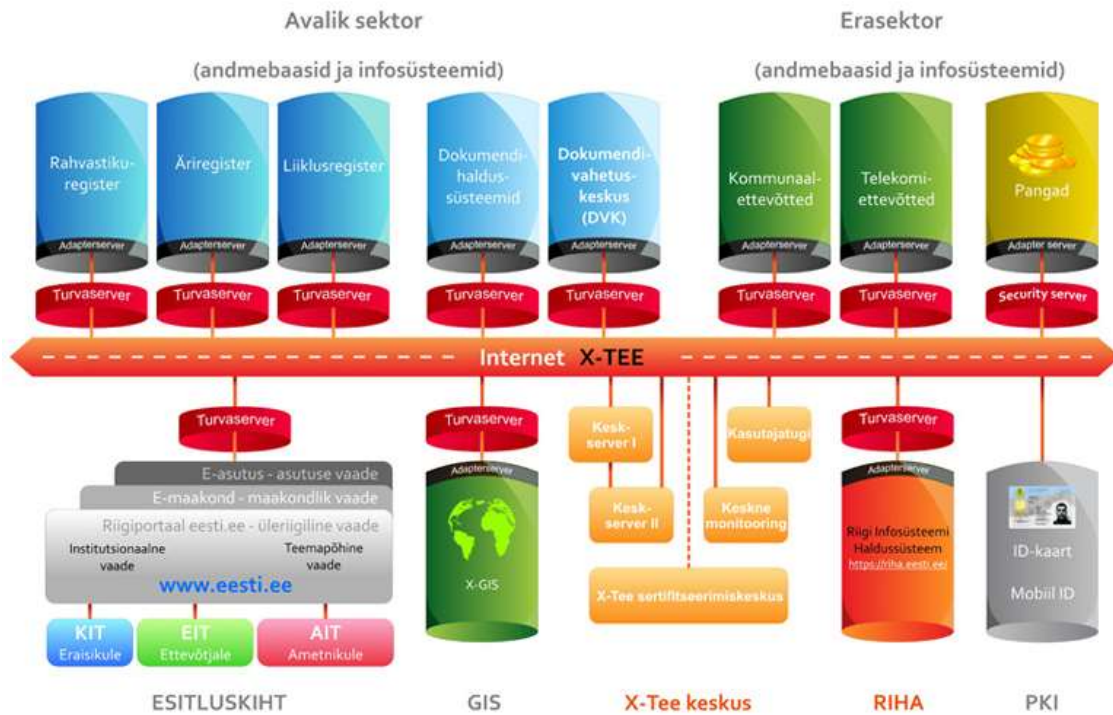 Avalik sektor
Erasektor
(andmebaasid ja infosüsteemid)
(andmebaasid ja infosüsteemid)
Rahvastiku-
register
Äriregister
Liiklusregister
Dokumendi-
haldus-
süsteemid
Dokumendi-
vahetus-
keskus
(DVK)
Kommunaal-
ettevõtted
Telekomi-
ettevõtted
Pangad
Adapterserver
Adapterserver
Adapterserver
Adapterserver
Adapterserver
Adapterserver
Adapterserver
Adapter server
Turvaserver
Turvaserver
Turvaserver
Turvaserver
Turvaserver
Turvaserver
Turvaserver
Security server
Internet X-TEE
Turvaserver
Turvaserver
Kesk-
server I
Kasutajatugi
Turvaserver
E-asutus - asutuse vaade
E-maakond - maakondlik vaade
Riigiportaal eesti.ee - üleriigiline vaade
Institutsionaalne
vaade
Teemapõhine
vaade
www.eesti.ee
Adapterserver
X-GIS
Kesk-
server II
Keskne
monitooring
X-Tee sertifitseerimiskeskus
Adapterserver
Riigi Infosüsteemi
Haldussüsteem
https://riha.eesti.ee/
ID-kaart
Mobiil ID
KIT
Eraisikule
EIT
Ettevõtjale
AIT
Ametnikule
ESITLUSKIHT
GIS
X-Tee keskus
RIHA
PKI